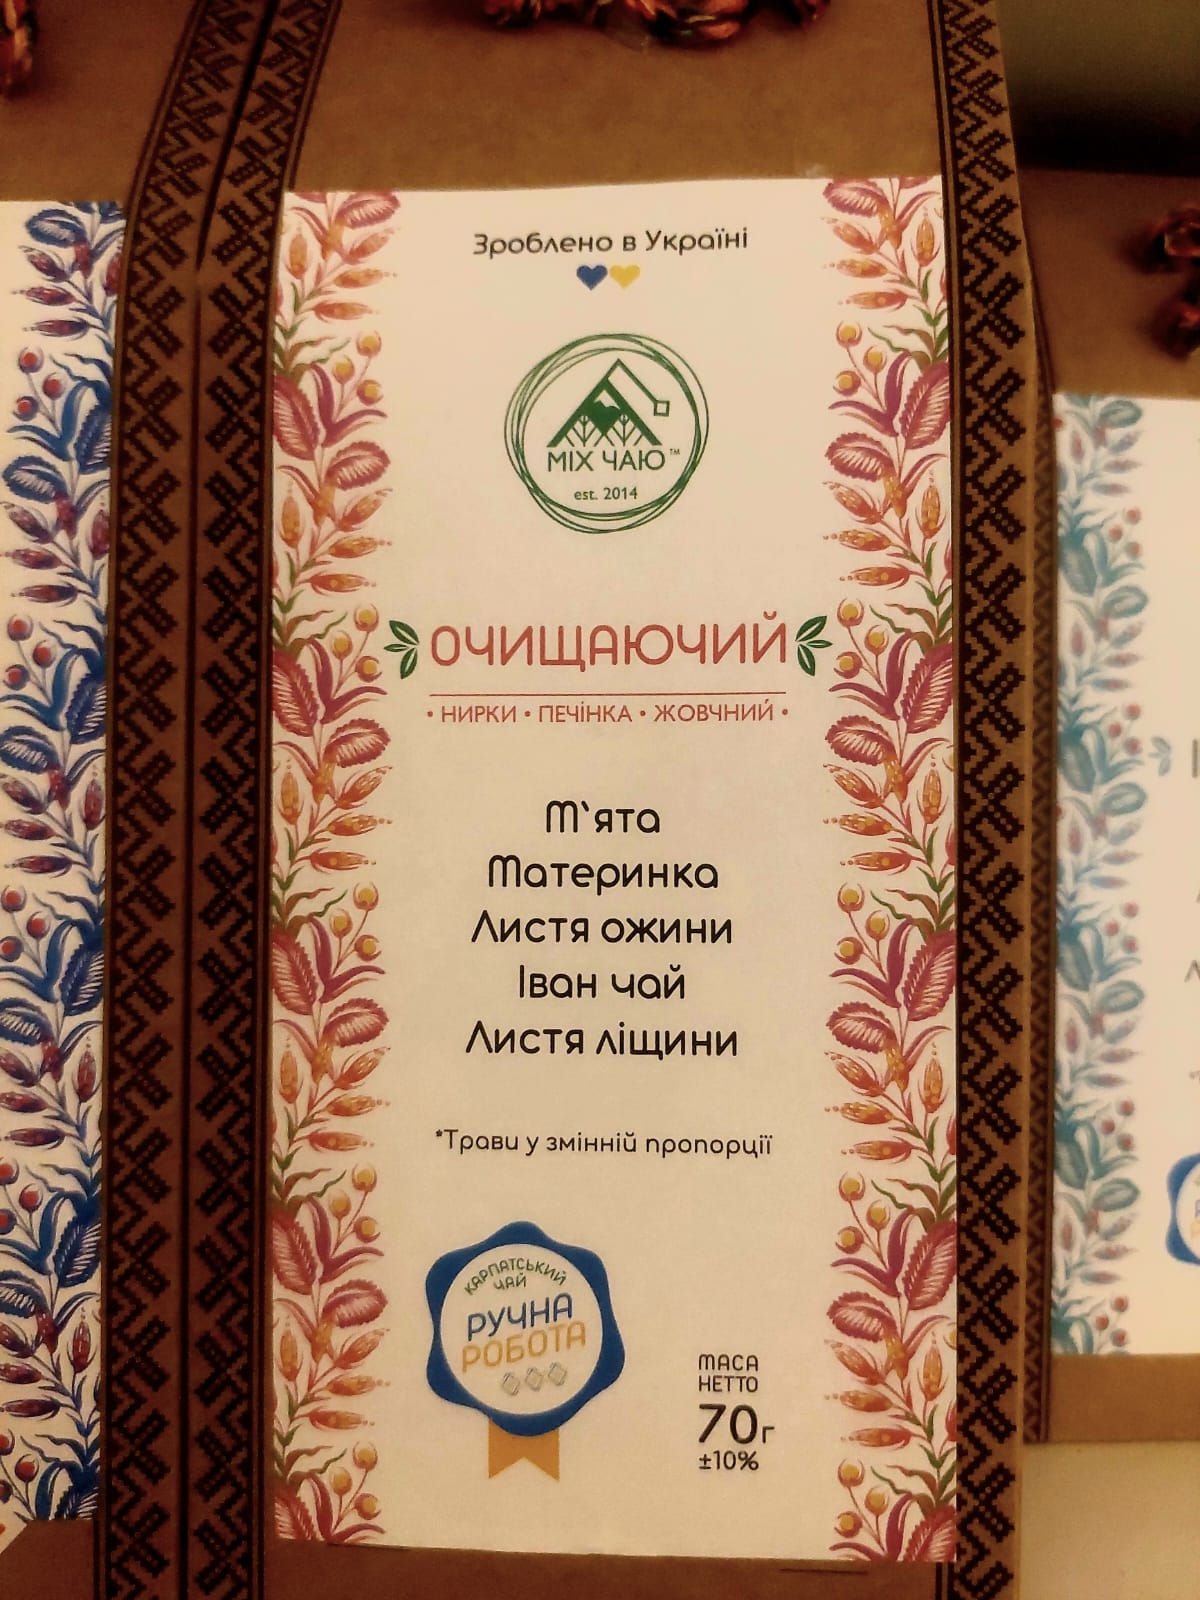 Зроблено в Україні
МІХ ЧАЮ™
est. 2014
ОЧИЩАЮЧИЙ
• НИРКИ • ПЕЧІНКА • ЖОВЧНИЙ •
М`ята
Материнка
Листя ожини
Іван чай
Листя ліщини
*Трави у змінній пропорції
КАРПАТСЬКИЙ
ЧАЙ
РУЧНА
РОБОТА
МАСА
НЕТТО
70г
±10%